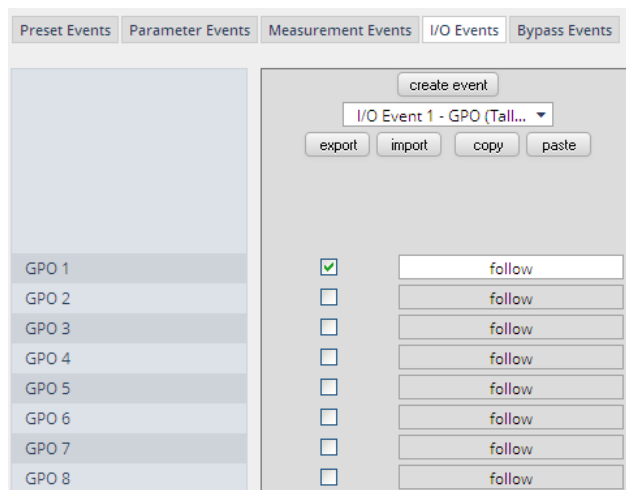 Preset Events Parameter Events Measurement Events I/O Events Bypass Events
create event
I/O Event 1 - GPO (Tall...
export import copy paste
GPO 1 follow
GPO 2 follow
GPO 3 follow
GPO 4 follow
GPO 5 follow
GPO 6 follow
GPO 7 follow
GPO 8 follow